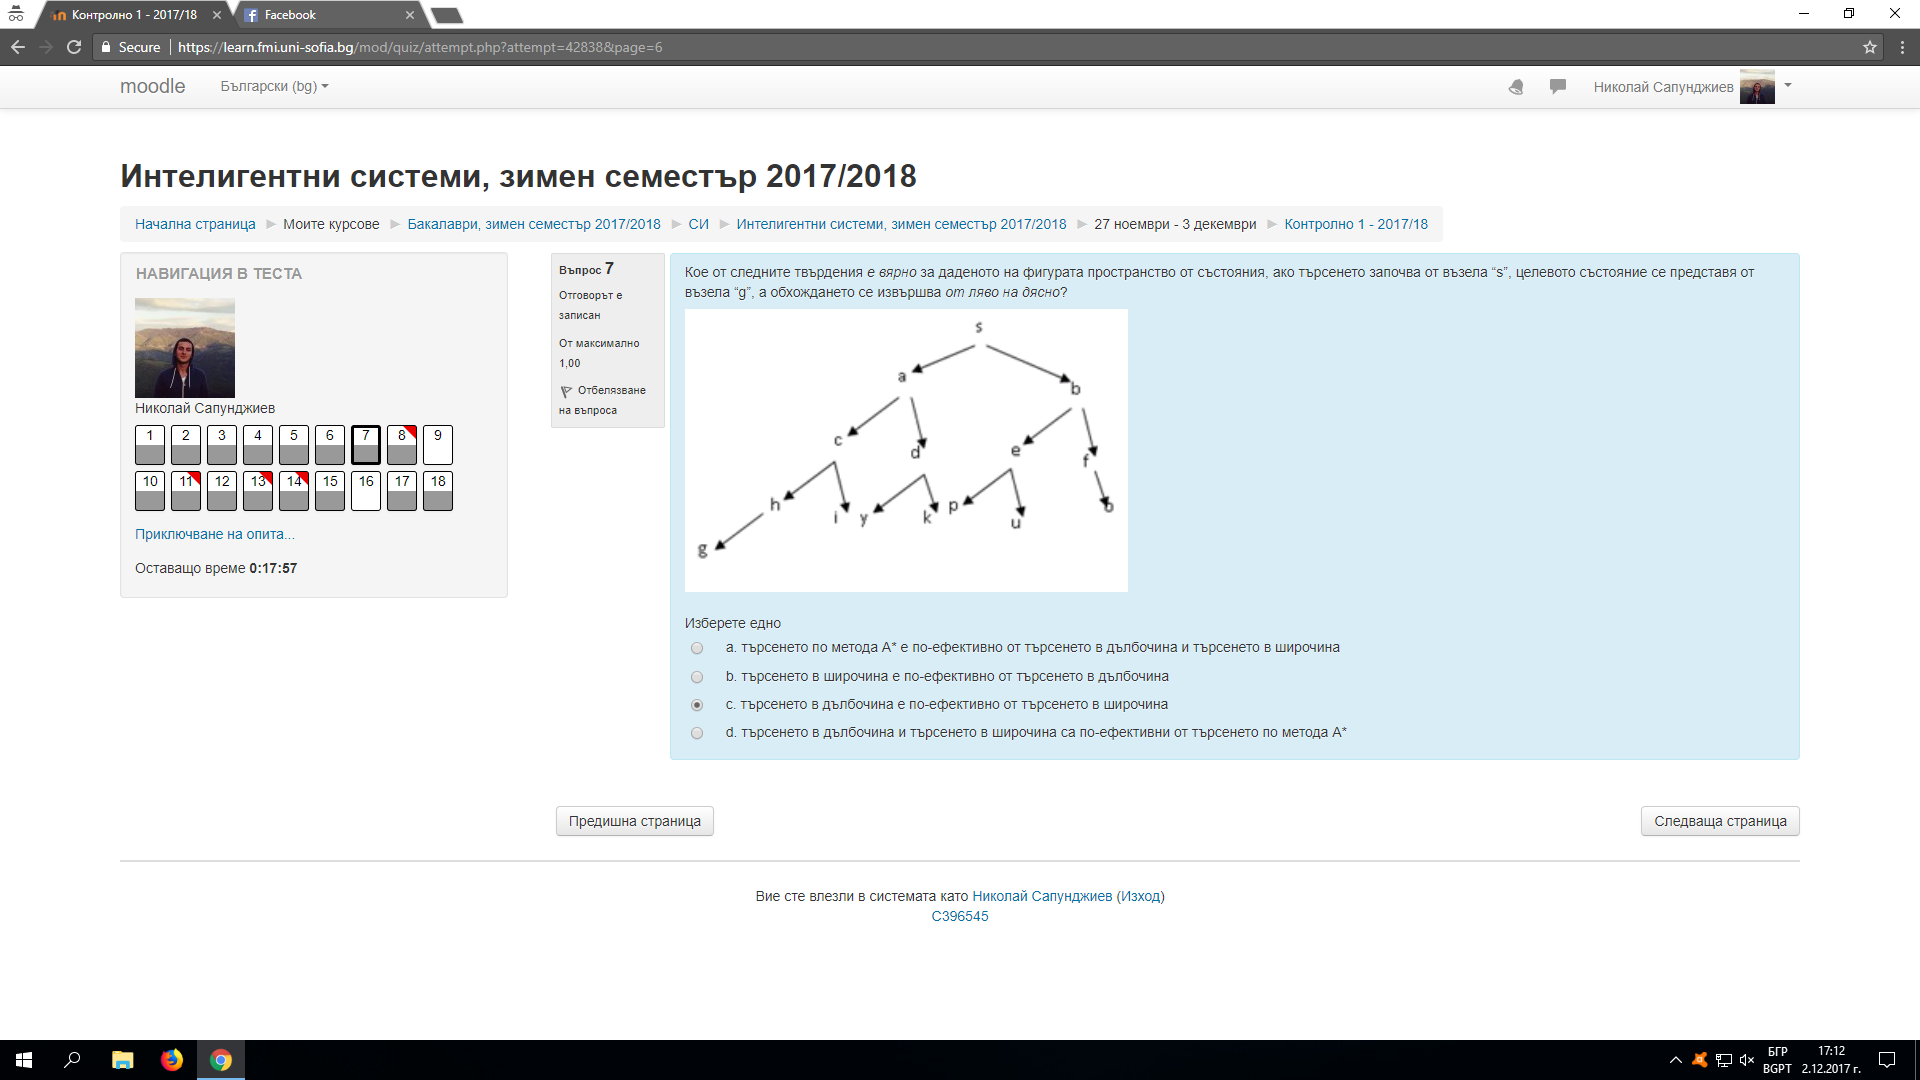 Контролно 1 - 2017/18
Facebook
Secure
https://learn.fmi.uni-sofia.bg/mod/quiz/attempt.php?attempt=42838&page=6
moodle
Български (bg)
Николай Сапунджиев
Интелигентни системи, зимен семестър 2017/2018
Начална страница
Моите курсове
Бакалаври, зимен семестър 2017/2018
СИ
Интелигентни системи, зимен семестър 2017/2018
27 ноември - 3 декември
Контролно 1 - 2017/18
НАВИГАЦИЯ В ТЕСТА
Николай Сапунджиев
1 2 3 4 5 6 7 8 9
10 11 12 13 14 15 16 17 18
Приключване на опита...
Оставащо време 0:17:57
Въпрос 7
Отговорът е
записан
От максимално
1,00
Отбелязване
на въпроса
Кое от следните твърдения е вярно за даденото на фигурата пространство от състояния, ако търсенето започва от възела “s”, целевото състояние се представя от
възела “g”, а обхождането се извършва от ляво на дясно?
s
a
b
c
d
e
f
h
i
y
k
p
u
o
g
Изберете едно
a. търсенето по метода A* е по-ефективно от търсенето в дълбочина и търсенето в широчина
b. търсенето в широчина е по-ефективно от търсенето в дълбочина
c. търсенето в дълбочина е по-ефективно от търсенето в широчина
d. търсенето в дълбочина и търсенето в широчина са по-ефективни от търсенето по метода A*
Предишна страница
Следваща страница
Вие сте влезли в системата като Николай Сапунджиев (Изход)
C396545
БГР
BGPT
17:12
2.12.2017 г.